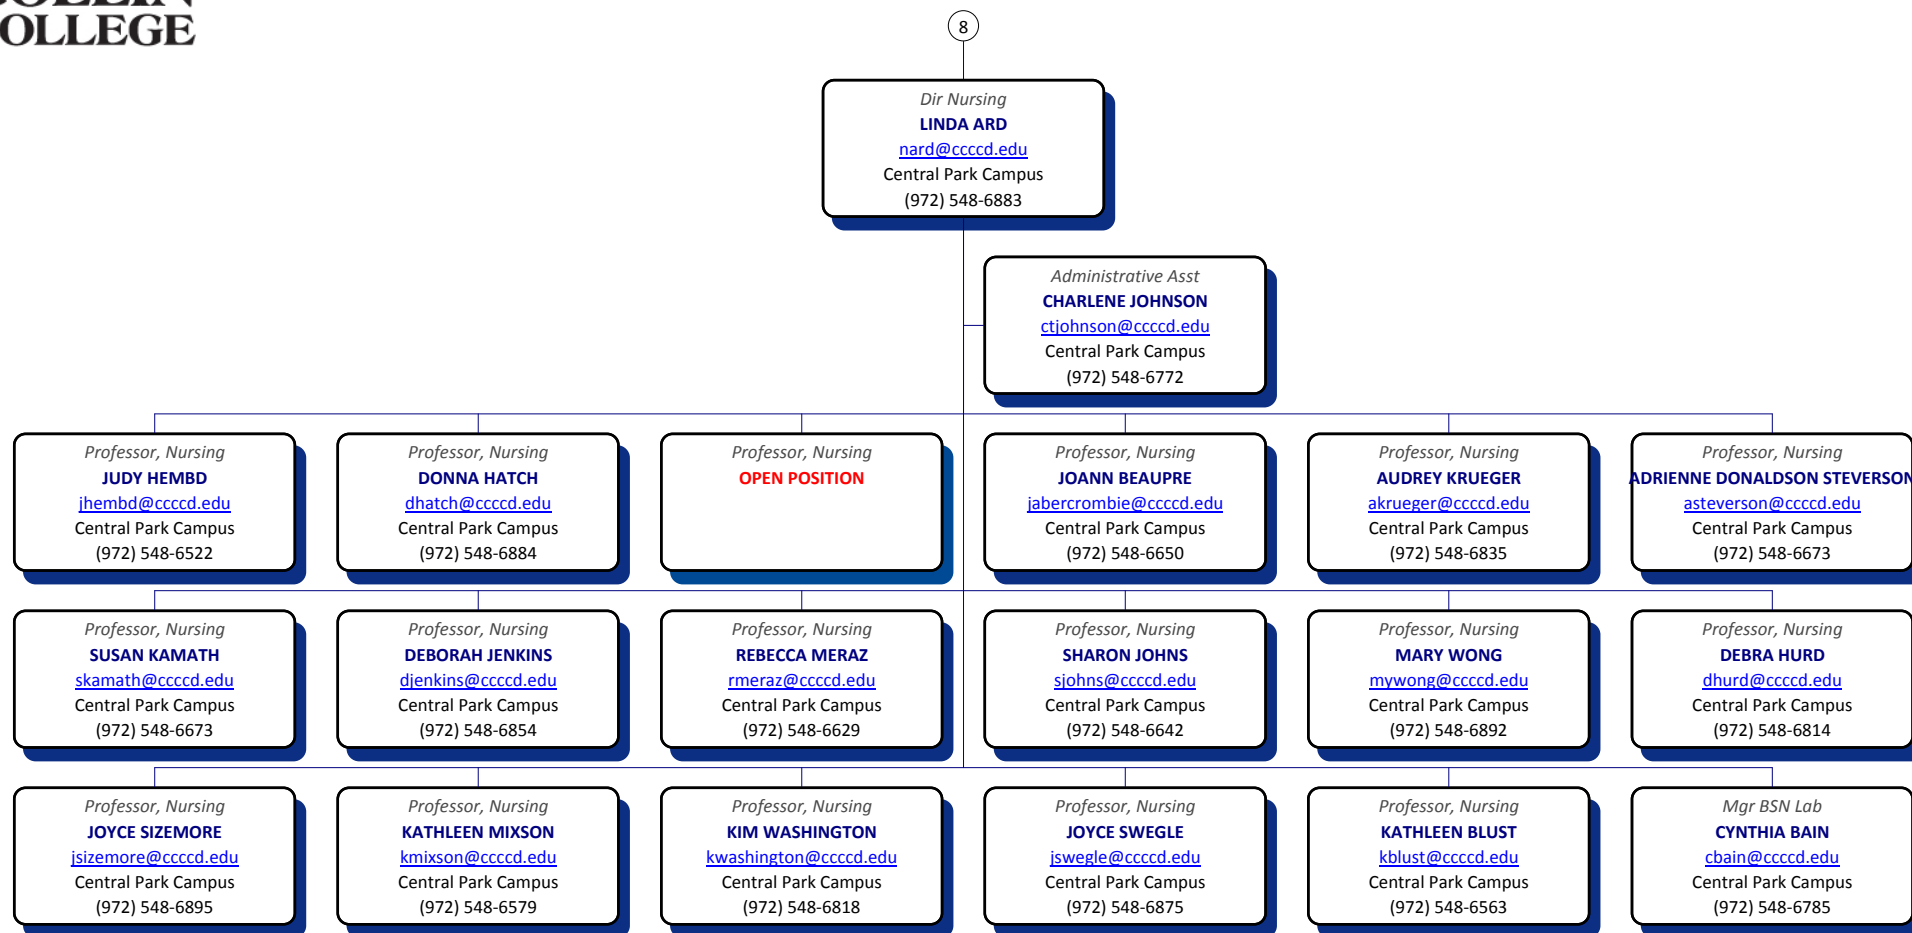 COLLIN
COLLEGE
8
Dir Nursing
LINDA ARD
nard@ccccd.edu
Central Park Campus
(972) 548-6883
Administrative Asst
CHARLENE JOHNSON
ctjohnson@ccccd.edu
Central Park Campus
(972) 548-6772
Professor, Nursing
JUDY HEMBD
jhembd@ccccd.edu
Central Park Campus
(972) 548-6522
Professor, Nursing
DONNA HATCH
dhatch@ccccd.edu
Central Park Campus
(972) 548-6884
Professor, Nursing
OPEN POSITION
Professor, Nursing
JOANN BEAUPRE
jabercrombie@ccccd.edu
Central Park Campus
(972) 548-6650
Professor, Nursing
AUDREY KRUEGER
akrueger@ccccd.edu
Central Park Campus
(972) 548-6835
Professor, Nursing
ADRIENNE DONALDSON STEVERSON
asteverson@ccccd.edu
Central Park Campus
(972) 548-6673
Professor, Nursing
SUSAN KAMATH
skamath@ccccd.edu
Central Park Campus
(972) 548-6673
Professor, Nursing
DEBORAH JENKINS
djenkins@ccccd.edu
Central Park Campus
(972) 548-6854
Professor, Nursing
REBECCA MERAZ
rmeraz@ccccd.edu
Central Park Campus
(972) 548-6629
Professor, Nursing
SHARON JOHNS
sjohns@ccccd.edu
Central Park Campus
(972) 548-6642
Professor, Nursing
MARY WONG
mywong@ccccd.edu
Central Park Campus
(972) 548-6892
Professor, Nursing
DEBRA HURD
dhurd@ccccd.edu
Central Park Campus
(972) 548-6814
Professor, Nursing
JOYCE SIZEMORE
jsizemore@ccccd.edu
Central Park Campus
(972) 548-6895
Professor, Nursing
KATHLEEN MIXSON
kmixson@ccccd.edu
Central Park Campus
(972) 548-6579
Professor, Nursing
KIM WASHINGTON
kwashington@ccccd.edu
Central Park Campus
(972) 548-6818
Professor, Nursing
JOYCE SWEGLE
jswegle@ccccd.edu
Central Park Campus
(972) 548-6875
Professor, Nursing
KATHLEEN BLUST
kblust@ccccd.edu
Central Park Campus
(972) 548-6563
Mgr BSN Lab
CYNTHIA BAIN
cbain@ccccd.edu
Central Park Campus
(972) 548-6785